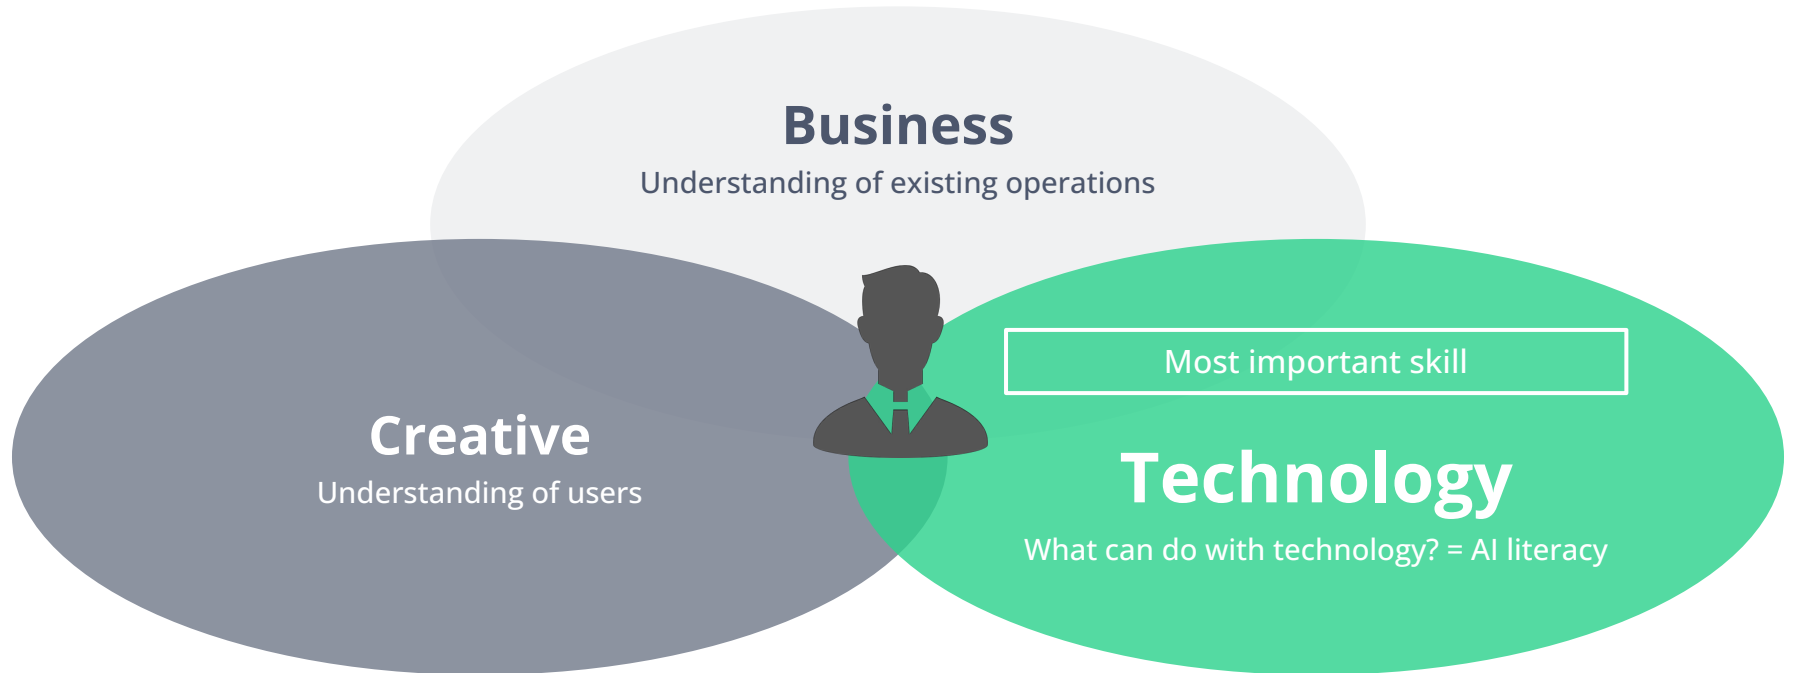 Business
Understanding of existing operations
Creative
Understanding of users
Most important skill
Technology
What can do with technology? = AI literacy